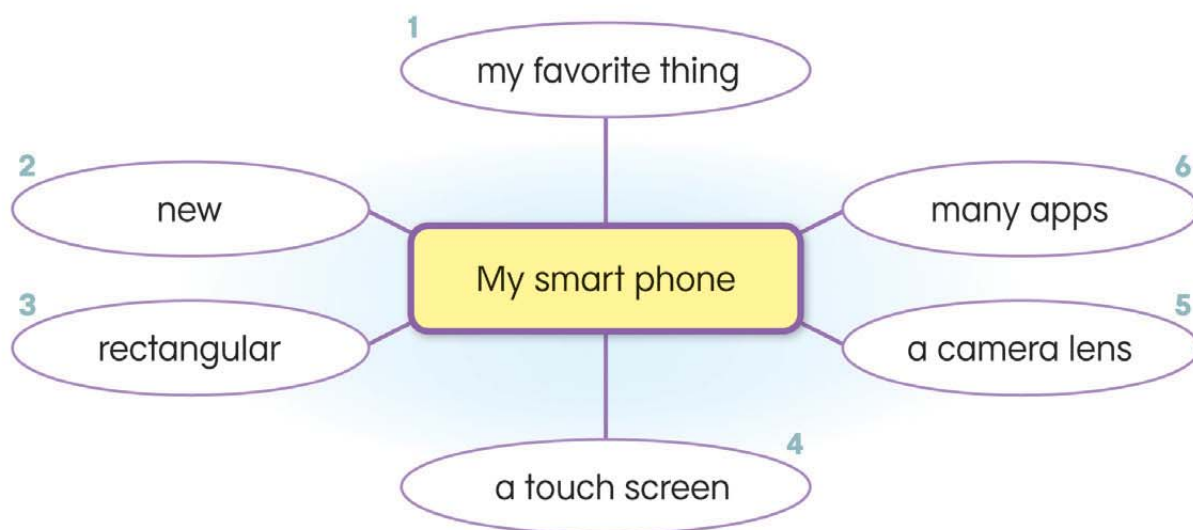 1
my favorite thing
2
new
6
many apps
My smart phone
3
rectangular
5
a camera lens
4
a touch screen